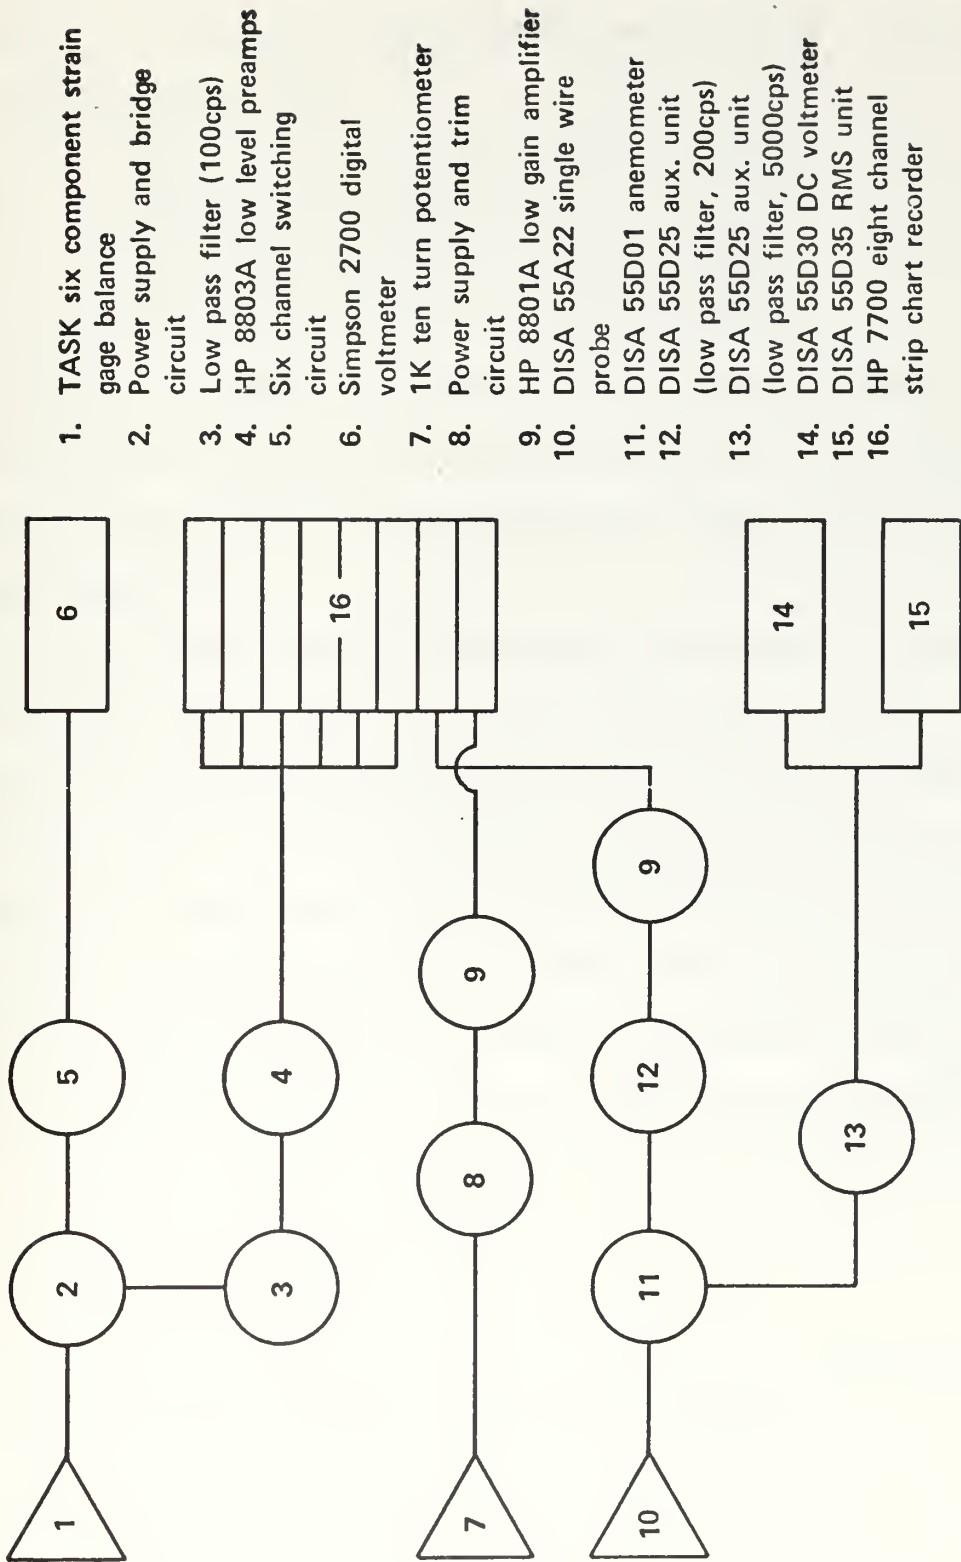 1. TASK six component strain
gage balance
2. Power supply and bridge
circuit
3. Low pass filter (100cps)
4. HP 8803A low level preamps
5. Six channel switching
circuit
6. Simpson 2700 digital
voltmeter
7. 1K ten turn potentiometer
8. Power supply and trim
circuit
9. HP 8801A low gain amplifier
10. DISA 55A22 single wire
probe
11. DISA 55D01 anemometer
12. DISA 55D25 aux. unit
(low pass filter, 200cps)
13. DISA 55D25 aux. unit
(low pass filter, 5000cps)
14. DISA 55D30 DC voltmeter
15. DISA 55D35 RMS unit
16. HP 7700 eight channel
strip chart recorder
1
2
5
6
3
4
16
7
8
9
10
11
12
9
13
14
15